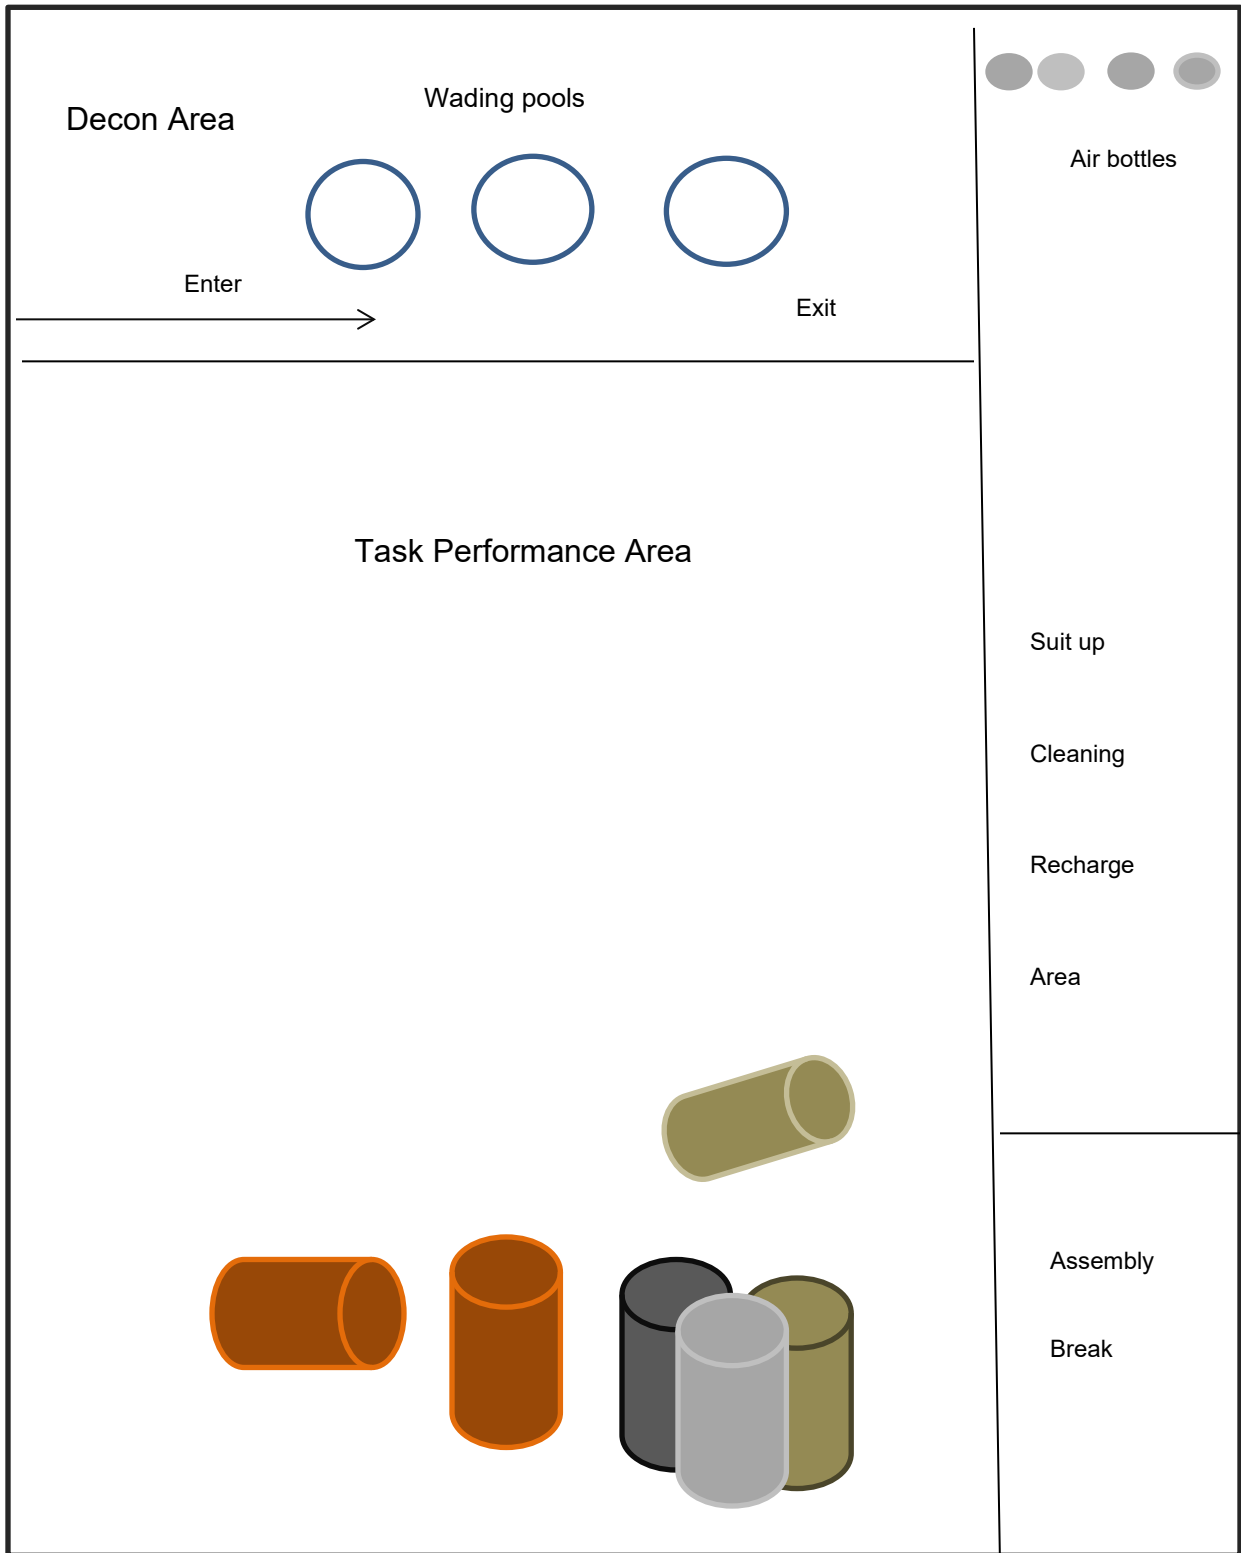 Decon Area
Wading pools
Enter
Exit
Air bottles
Task Performance Area
Suit up
Cleaning
Recharge
Area
Assembly
Break